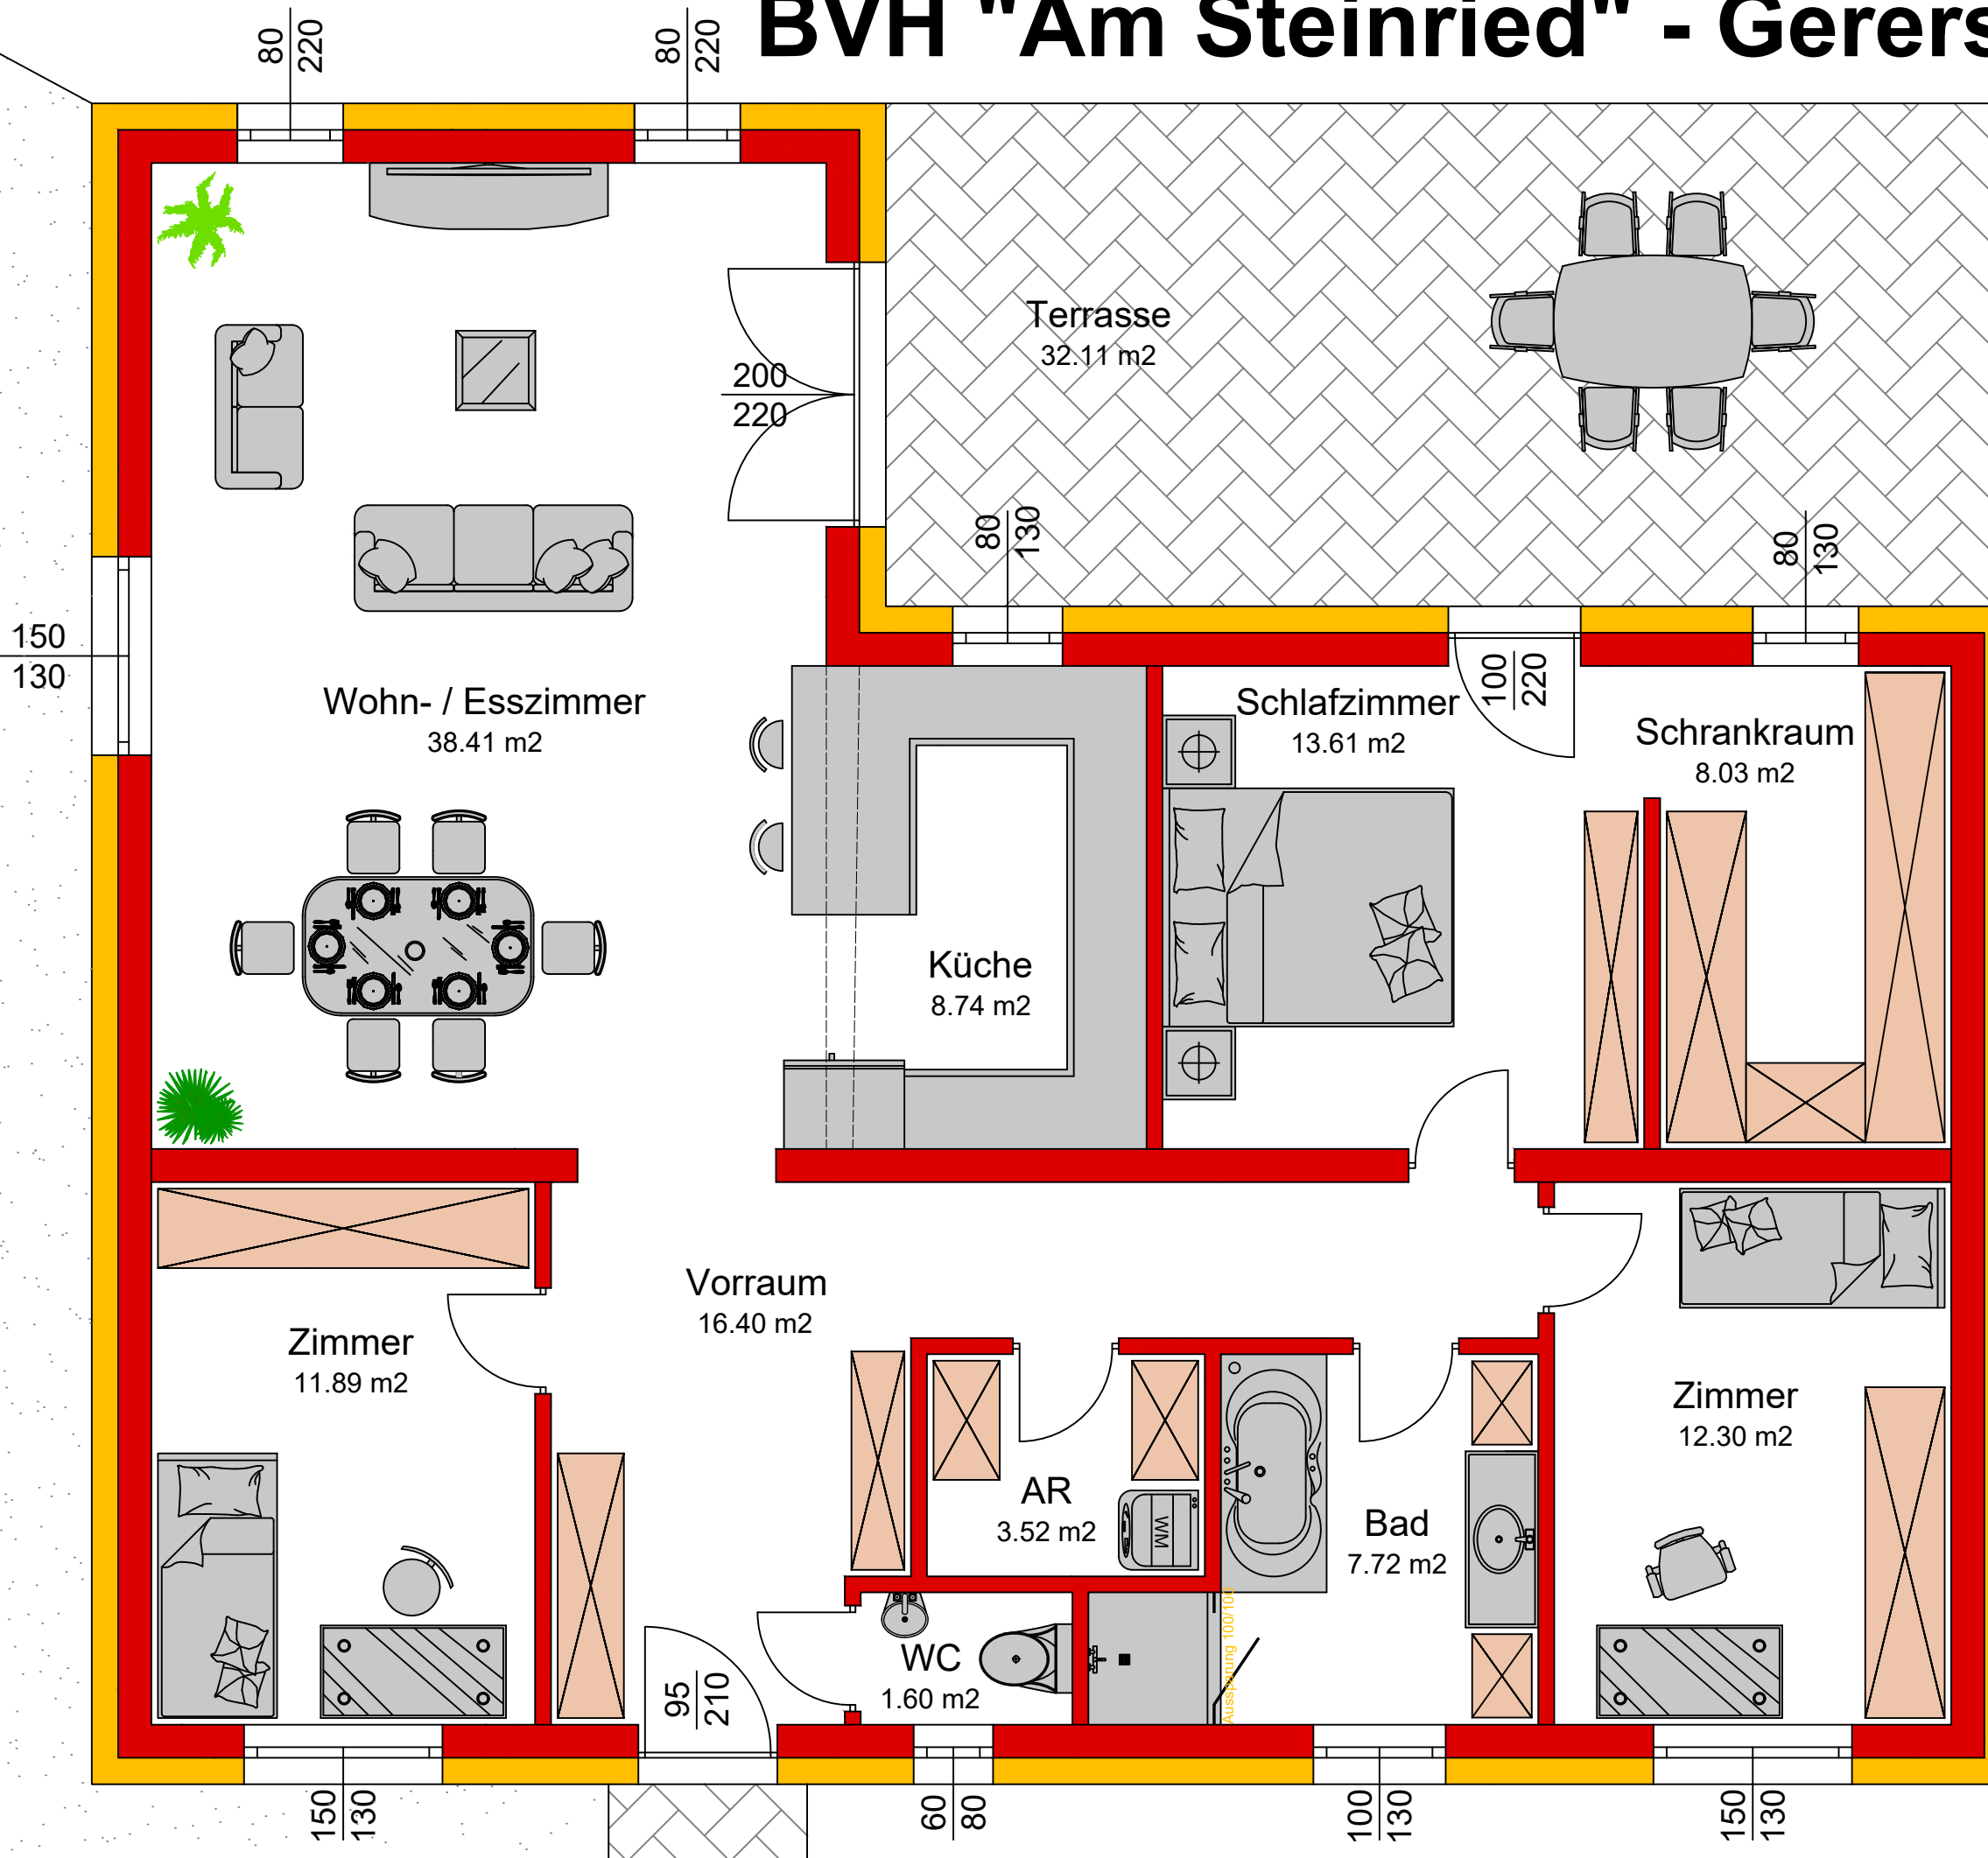 BVH "Am Steinried" - Gerers
80
220
80
220
Terrasse
32.11 m2
200
220
80
130
80
130
150
130
Wohn- / Esszimmer
38.41 m2
Schlafzimmer
13.61 m2
100
220
Schrankraum
8.03 m2
Küche
8.74 m2
Vorraum
16.40 m2
Zimmer
11.89 m2
Zimmer
12.30 m2
AR
3.52 m2
WM
Bad
7.72 m2
Aussparung 100/100
WC
1.60 m2
95
210
150
130
60
80
100
130
150
130